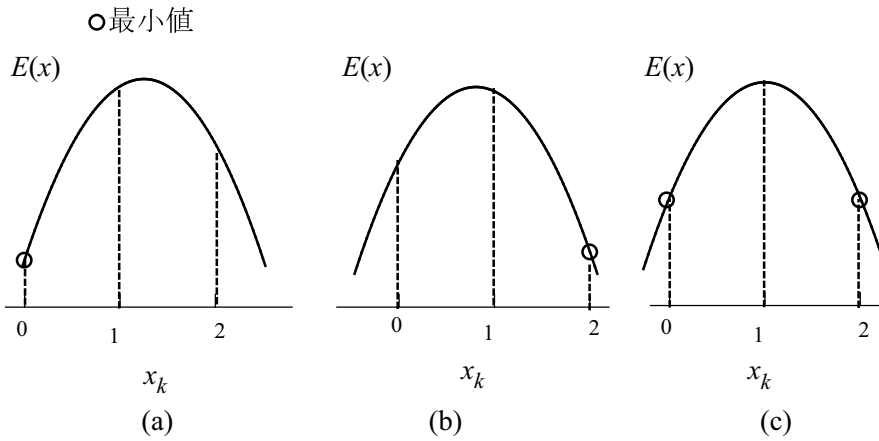 最小値
E(x) E(x) E(x)
0 1 2 0 1 2 0 1 2
x_k x_k x_k
(a) (b) (c)